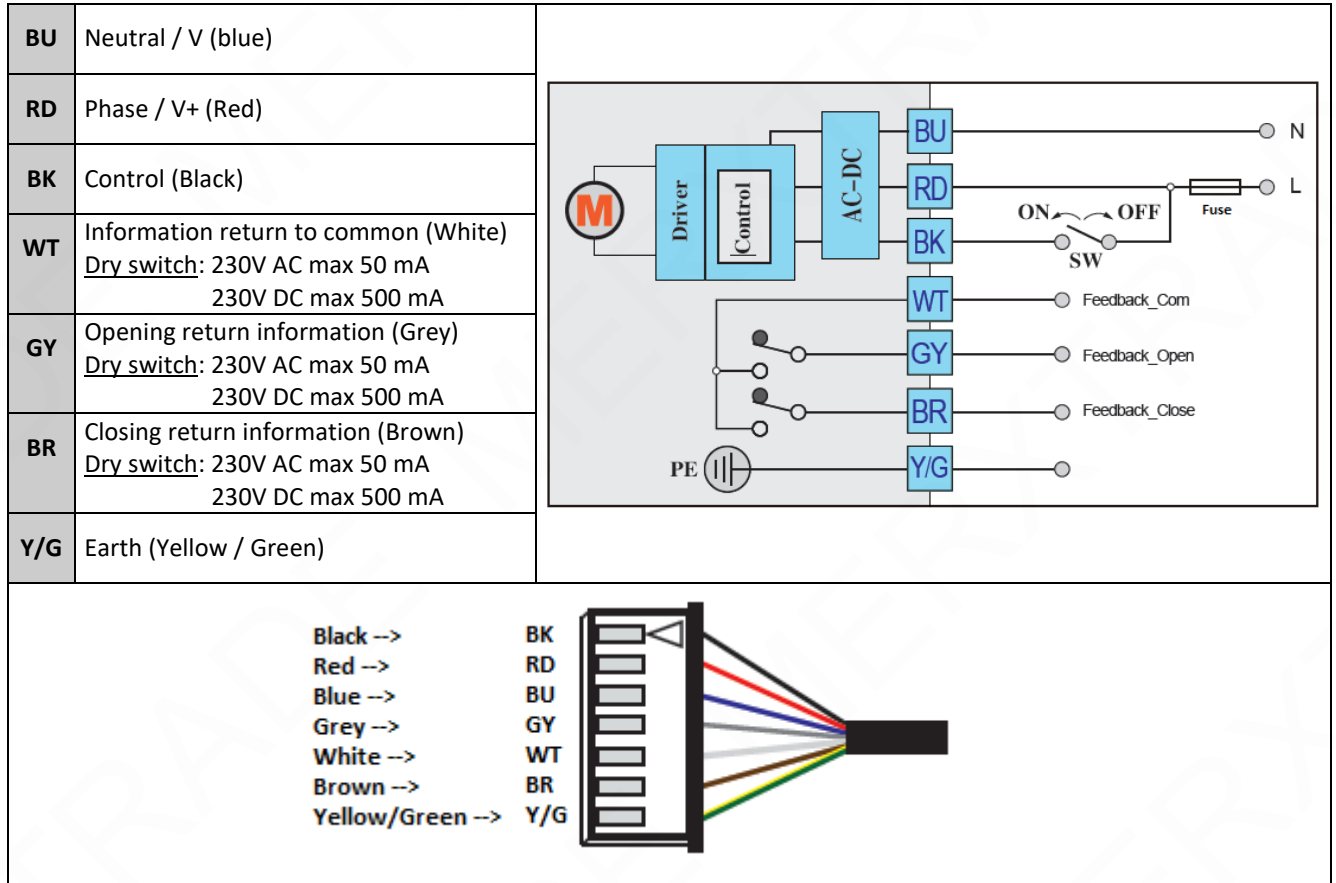 BU Neutral / V (blue)
RD Phase / V+ (Red)
BK Control (Black)
WT Information return to common (White)
Dry switch: 230V AC max 50 mA
230V DC max 500 mA
GY Opening return information (Grey)
Dry switch: 230V AC max 50 mA
230V DC max 500 mA
BR Closing return information (Brown)
Dry switch: 230V AC max 50 mA
230V DC max 500 mA
Y/G Earth (Yellow / Green)
M
Driver
Control
AC-DC
BU N
RD L
Fuse
ON OFF
BK
SW
WT Feedback_Com
GY Feedback_Open
BR Feedback_Close
PE Y/G
Black --> BK
Red --> RD
Blue --> BU
Grey --> GY
White --> WT
Brown --> BR
Yellow/Green --> Y/G